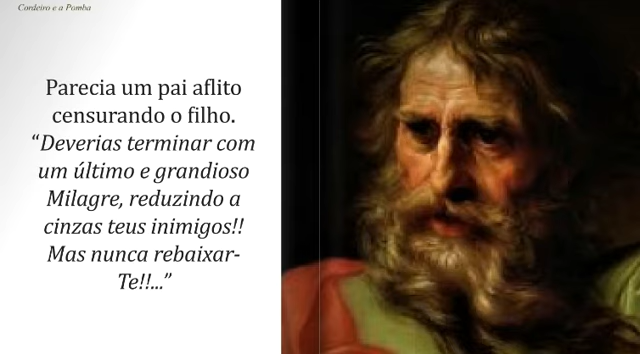 Cordeiro e a Pomba
Parecia um pai aflito
censurando o filho.
“Deverias terminar com
um último e grandioso
Milagre, reduzindo a
cinzas teus inimigos!!
Mas nunca rebaixar-
Te!!...”